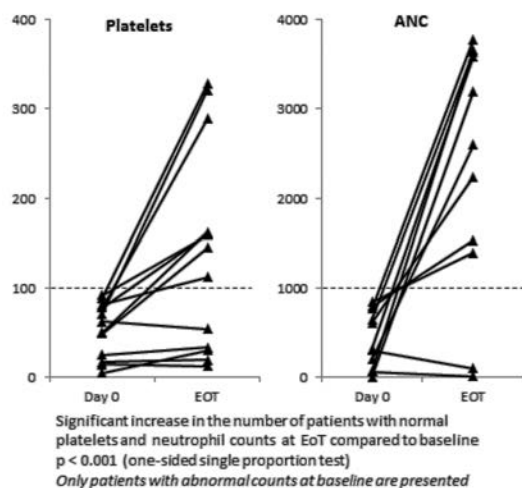 Platelets
400
300
200
100
0
Day 0 EOT
ANC
4000
3000
2000
1000
0
Day 0 EOT
Significant increase in the number of patients with normal
platelets and neutrophil counts at EoT compared to baseline
p < 0.001 (one-sided single proportion test)
Only patients with abnormal counts at baseline are presented